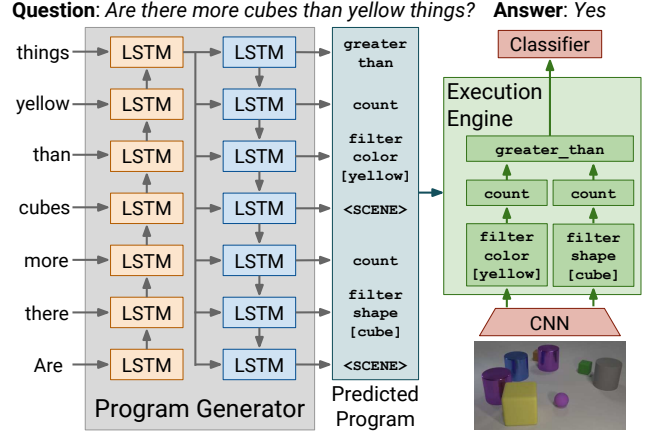 Question: Are there more cubes than yellow things? Answer: Yes
things
yellow
than
cubes
more
there
Are
LSTM
LSTM
LSTM
LSTM
LSTM
LSTM
LSTM
LSTM
LSTM
LSTM
LSTM
LSTM
LSTM
LSTM
Program Generator
greater
than
count
filter
color
[yellow]
<SCENE>
count
filter
shape
[cube]
<SCENE>
Predicted
Program
Classifier
Execution
Engine
greater_than
count
count
filter
color
[yellow]
filter
shape
[cube]
CNN